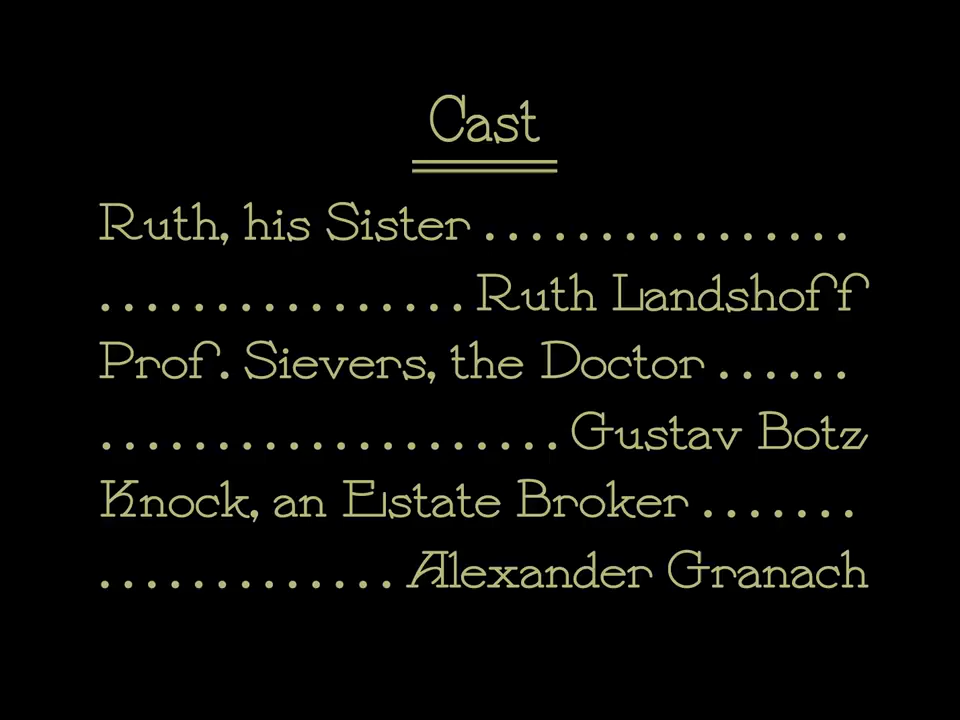 Cast
Ruth, his Sister . . . . . . . . . . . . . . . .
. . . . . . . . . . . . . . . . Ruth Landshoff
Prof. Sievers, the Doctor . . . . . .
. . . . . . . . . . . . . . . . . . . . Gustav Botz
Knock, an Estate Broker . . . . . . .
. . . . . . . . . . . . . Alexander Granach